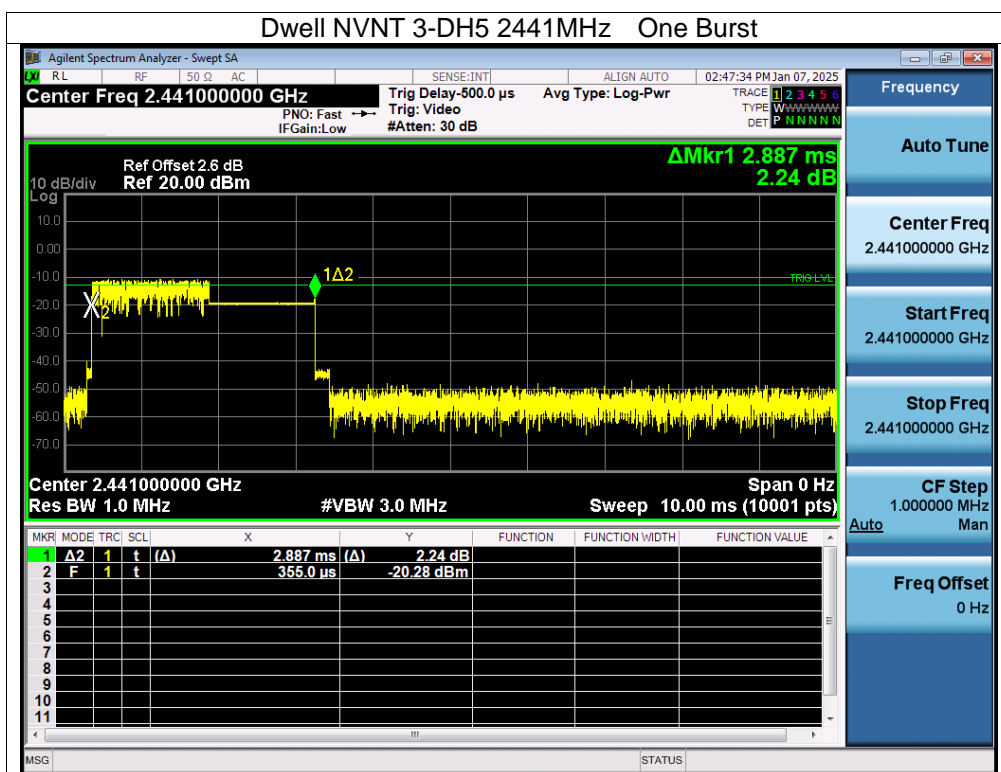 Dwell NVNT 3-DH5 2441MHz One Burst
Agilent Spectrum Analyzer - Swept SA
LXI RL RF 50 Ω AC SENSE:INT ALIGN AUTO 02:47:34 PM Jan 07, 2025
Center Freq 2.441000000 GHz
PNO: Fast
IFGain:Low
Trig Delay-500.0 µs
Trig: Video
#Atten: 30 dB
Avg Type: Log-Pwr
TRACE 1 2 3 4 5 6
TYPE WWWWWW
DET P N N N N N
ΔMkr1 2.887 ms
2.24 dB
Ref Offset 2.6 dB
10 dB/div Ref 20.00 dBm
Log
10.0
0.00
-10.0
-20.0
-30.0
-40.0
-50.0
-60.0
-70.0
1Δ2
TRIG LVL
X2
Center 2.441000000 GHz Span 0 Hz
Res BW 1.0 MHz #VBW 3.0 MHz Sweep 10.00 ms (10001 pts)
MKR MODE TRC SCL X Y FUNCTION FUNCTION WIDTH FUNCTION VALUE
1 Δ2 1 t (Δ) 2.887 ms (Δ) 2.24 dB
2 F 1 t 355.0 µs -20.28 dBm
3
4
5
6
7
8
9
10
11
MSG STATUS
Frequency
Auto Tune
Center Freq
2.441000000 GHz
Start Freq
2.441000000 GHz
Stop Freq
2.441000000 GHz
CF Step
1.000000 MHz
Auto Man
Freq Offset
0 Hz